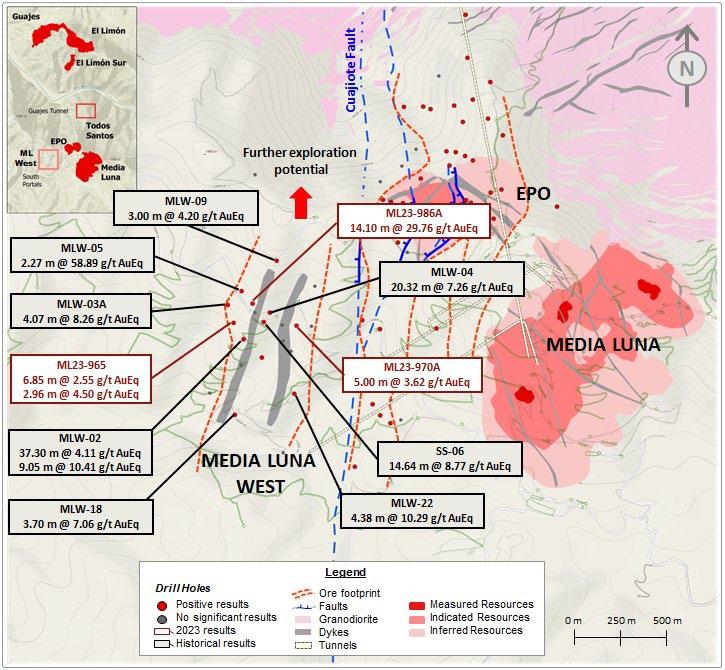 Guajes
El Limón
El Limón Sur
Guajes Tunnel
Todos
Santos
EPO
ML
West
Media
Luna
South
Portals
Cuajiote Fault
N
Further exploration
potential
EPO
MLW-09
3.00 m @ 4.20 g/t AuEq
ML23-986A
14.10 m @ 29.76 g/t AuEq
MLW-05
2.27 m @ 58.89 g/t AuEq
MLW-04
20.32 m @ 7.26 g/t AuEq
MLW-03A
4.07 m @ 8.26 g/t AuEq
MEDIA LUNA
ML23-965
6.85 m @ 2.55 g/t AuEq
2.96 m @ 4.50 g/t AuEq
ML23-970A
5.00 m @ 3.62 g/t AuEq
MLW-02
37.30 m @ 4.11 g/t AuEq
9.05 m @ 10.41 g/t AuEq
MEDIA LUNA
WEST
SS-06
14.64 m @ 8.77 g/t AuEq
MLW-18
3.70 m @ 7.06 g/t AuEq
MLW-22
4.38 m @ 10.29 g/t AuEq
Legend
Drill Holes
Positive results
No significant results
2023 results
Historical results
Ore footprint
Faults
Granodiorite
Dykes
Tunnels
Measured Resources
Indicated Resources
Inferred Resources
0 m 250 m 500 m